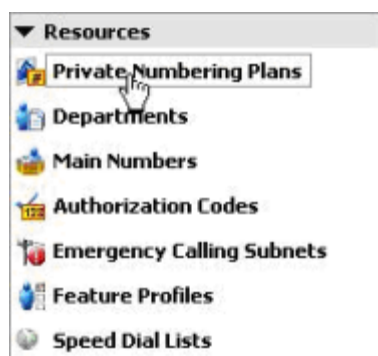 Resources
Private Numbering Plans
Departments
Main Numbers
Authorization Codes
Emergency Calling Subnets
Feature Profiles
Speed Dial Lists